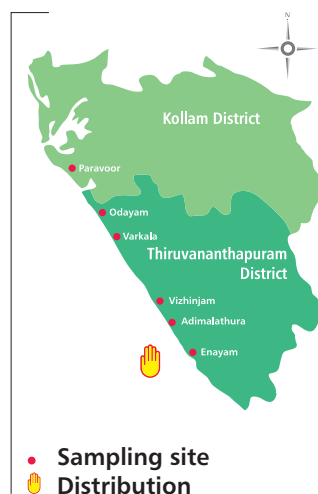 N
Kollam District
Paravoor
Odayam
Varkala
Thiruvananthapuram
District
Vizhinjam
Adimalathura
Enayam
Sampling site
Distribution